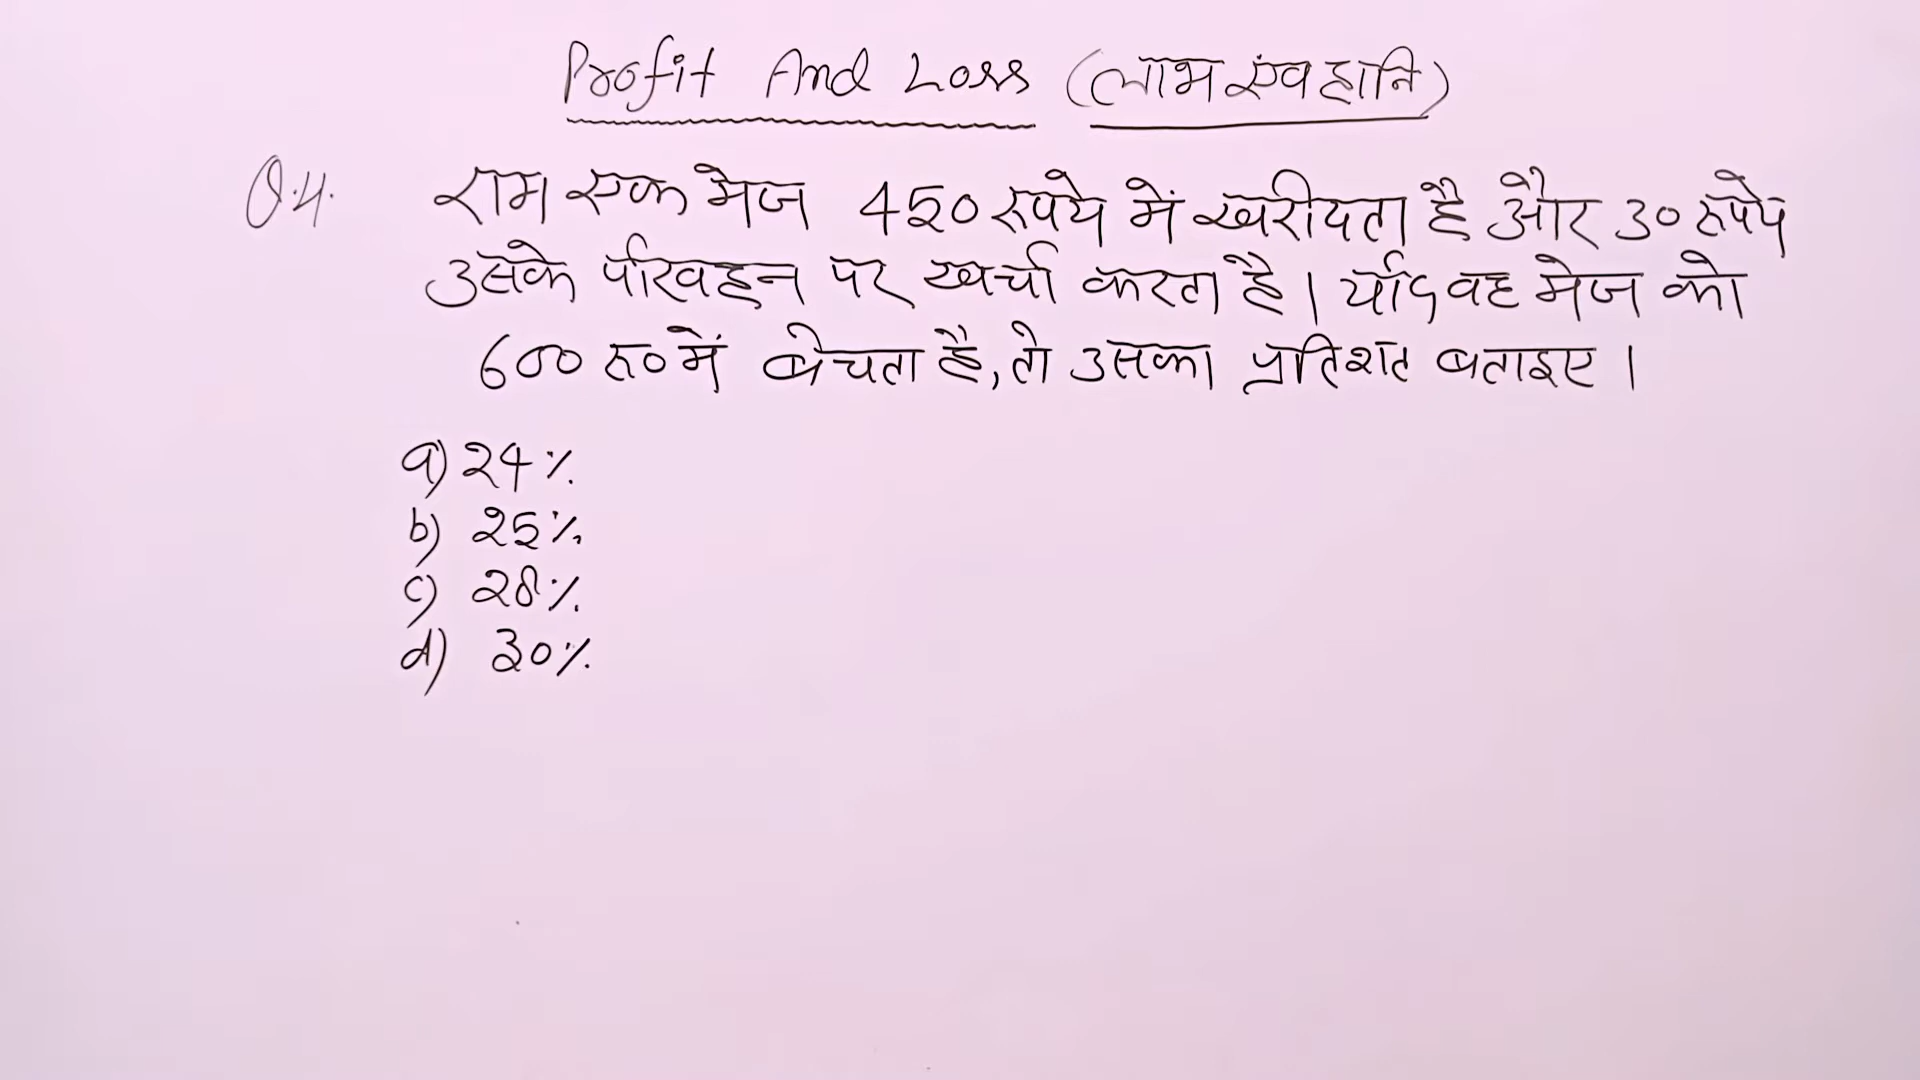 Profit And Loss (लाभ एंव हानि)
Q.4. राम एक मेज 450 रूपये में खरीदता है और 30 रूपये
उसके परिवहन पर खर्चा करता है। यदि वह मेज को
600 रू० में बेचता है, तो उसका प्रतिशत बताइए।
a) 24%
b) 25%
c) 28%
d) 30%